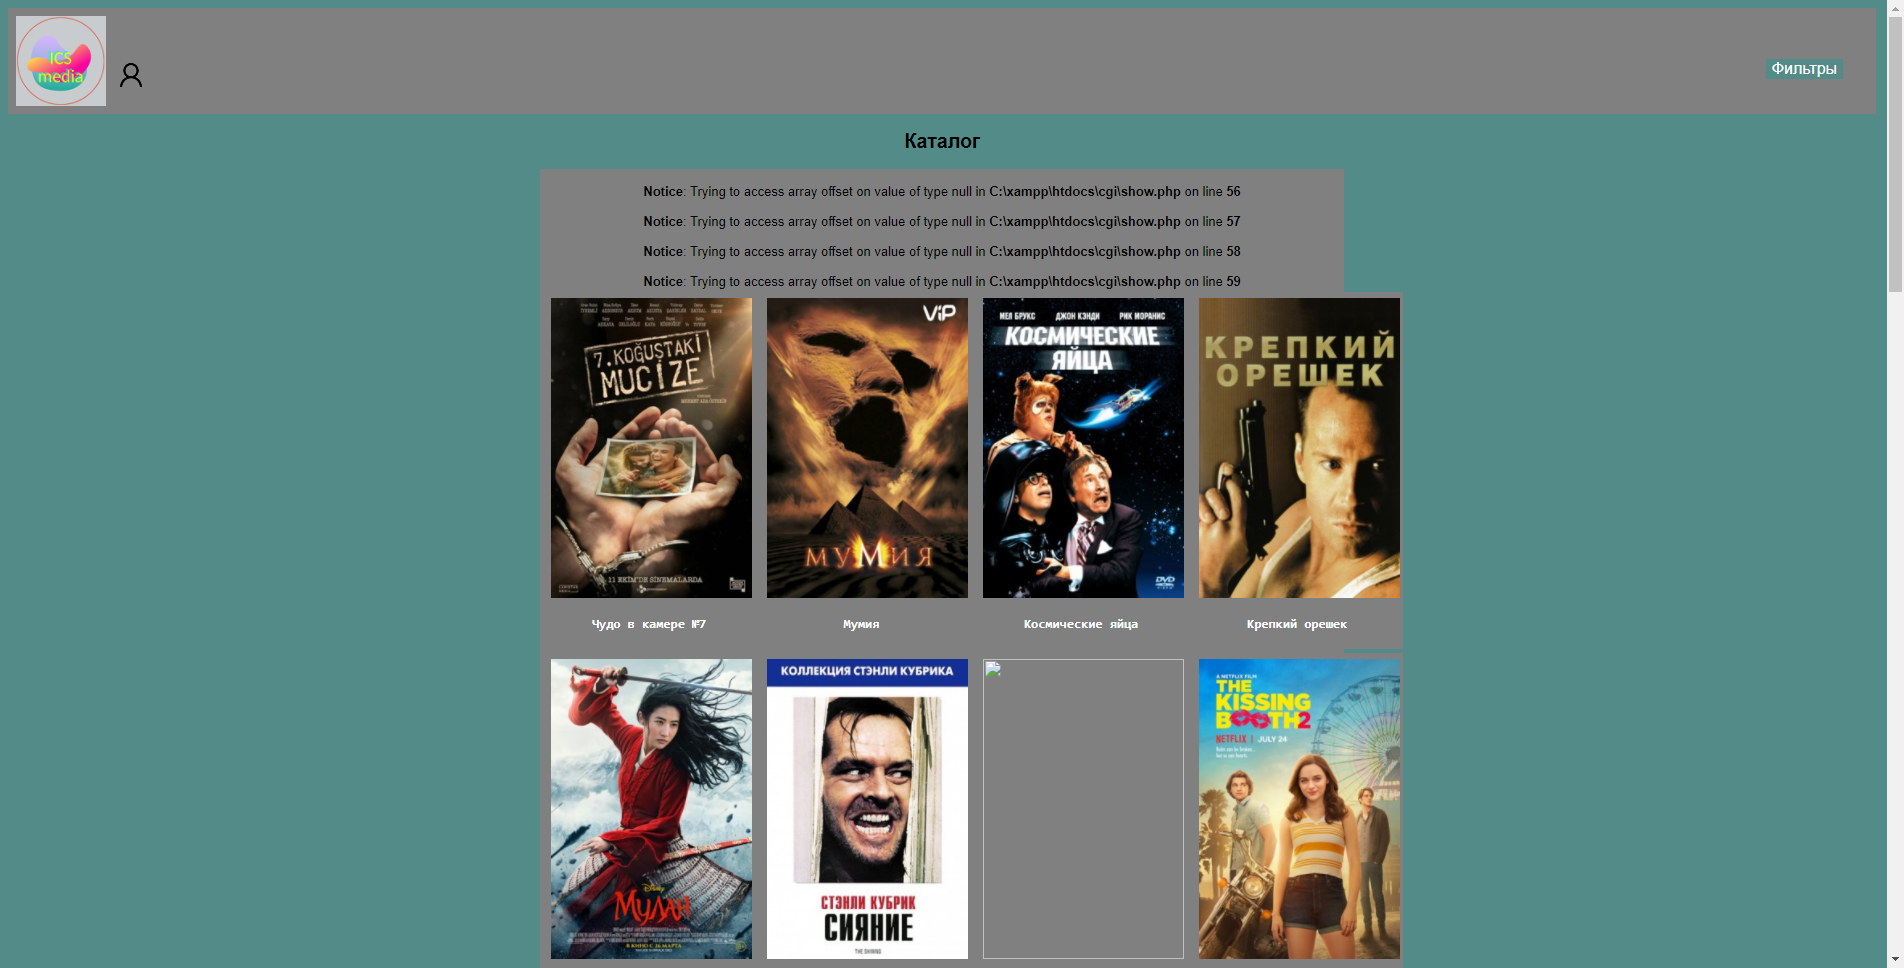 ICS
media
Фильтры
Каталог
Notice: Trying to access array offset on value of type null in C:\xampp\htdocs\cgi\show.php on line 56
Notice: Trying to access array offset on value of type null in C:\xampp\htdocs\cgi\show.php on line 57
Notice: Trying to access array offset on value of type null in C:\xampp\htdocs\cgi\show.php on line 58
Notice: Trying to access array offset on value of type null in C:\xampp\htdocs\cgi\show.php on line 59
7. KOĞUŞTAKİ
MUCİZE
11 EKİM'DE SİNEMALARDA
ViP
МУМИЯ
МЕЛ БРУКС ДЖОН КЭНДИ РИК МОРАНИС
КОСМИЧЕСКИЕ
ЯЙЦА
DVD
КРЕПКИЙ
ОРЕШЕК
Чудо в камере №7
Мумия
Космические яйца
Крепкий орешек
Disney
МУЛАН
В КИНО С 26 МАРТА
КОЛЛЕКЦИЯ СТЭНЛИ КУБРИКА
СТЭНЛИ КУБРИК
СИЯНИЕ
THE SHINING
A NETFLIX FILM
THE
KISSING
BOOTH2
NETFLIX | JULY 24